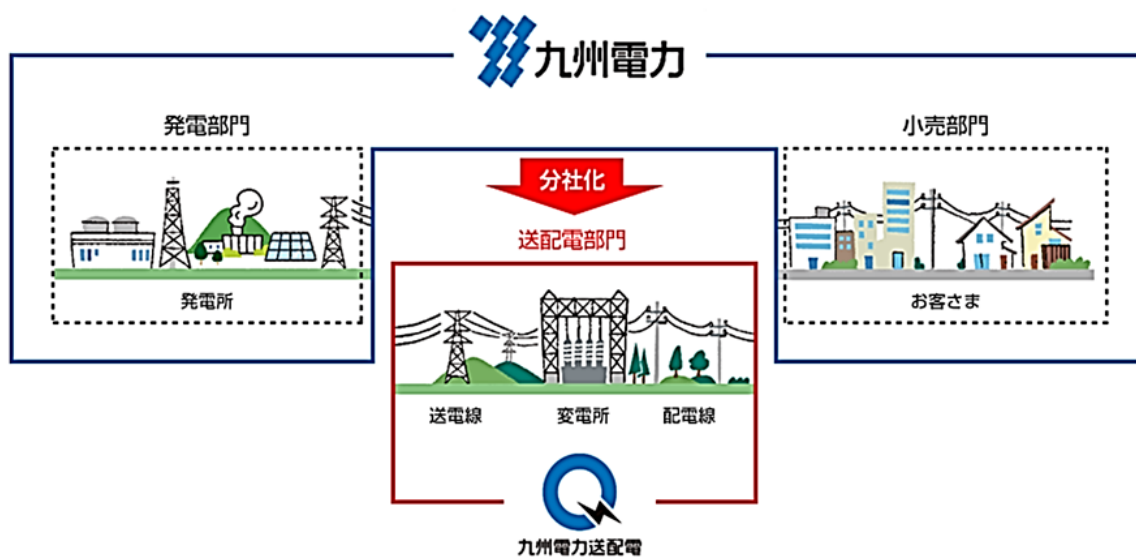 九州電力
発電部門
小売部門
分社化
送配電部門
発電所
お客さま
送電線
変電所
配電線
九州電力送配電